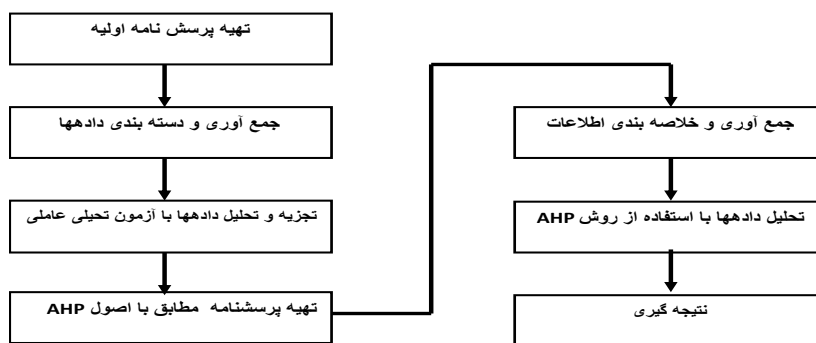 تهیه پرسش نامه اولیه
جمع آوری و دسته بندی دادهها
تجزیه و تحلیل دادهها با آزمون تحیلی عاملی
تهیه پرسشنامه مطابق با اصول AHP
جمع آوری و خلاصه بندی اطلاعات
تحلیل دادهها با استفاده از روش AHP
نتیجه گیری